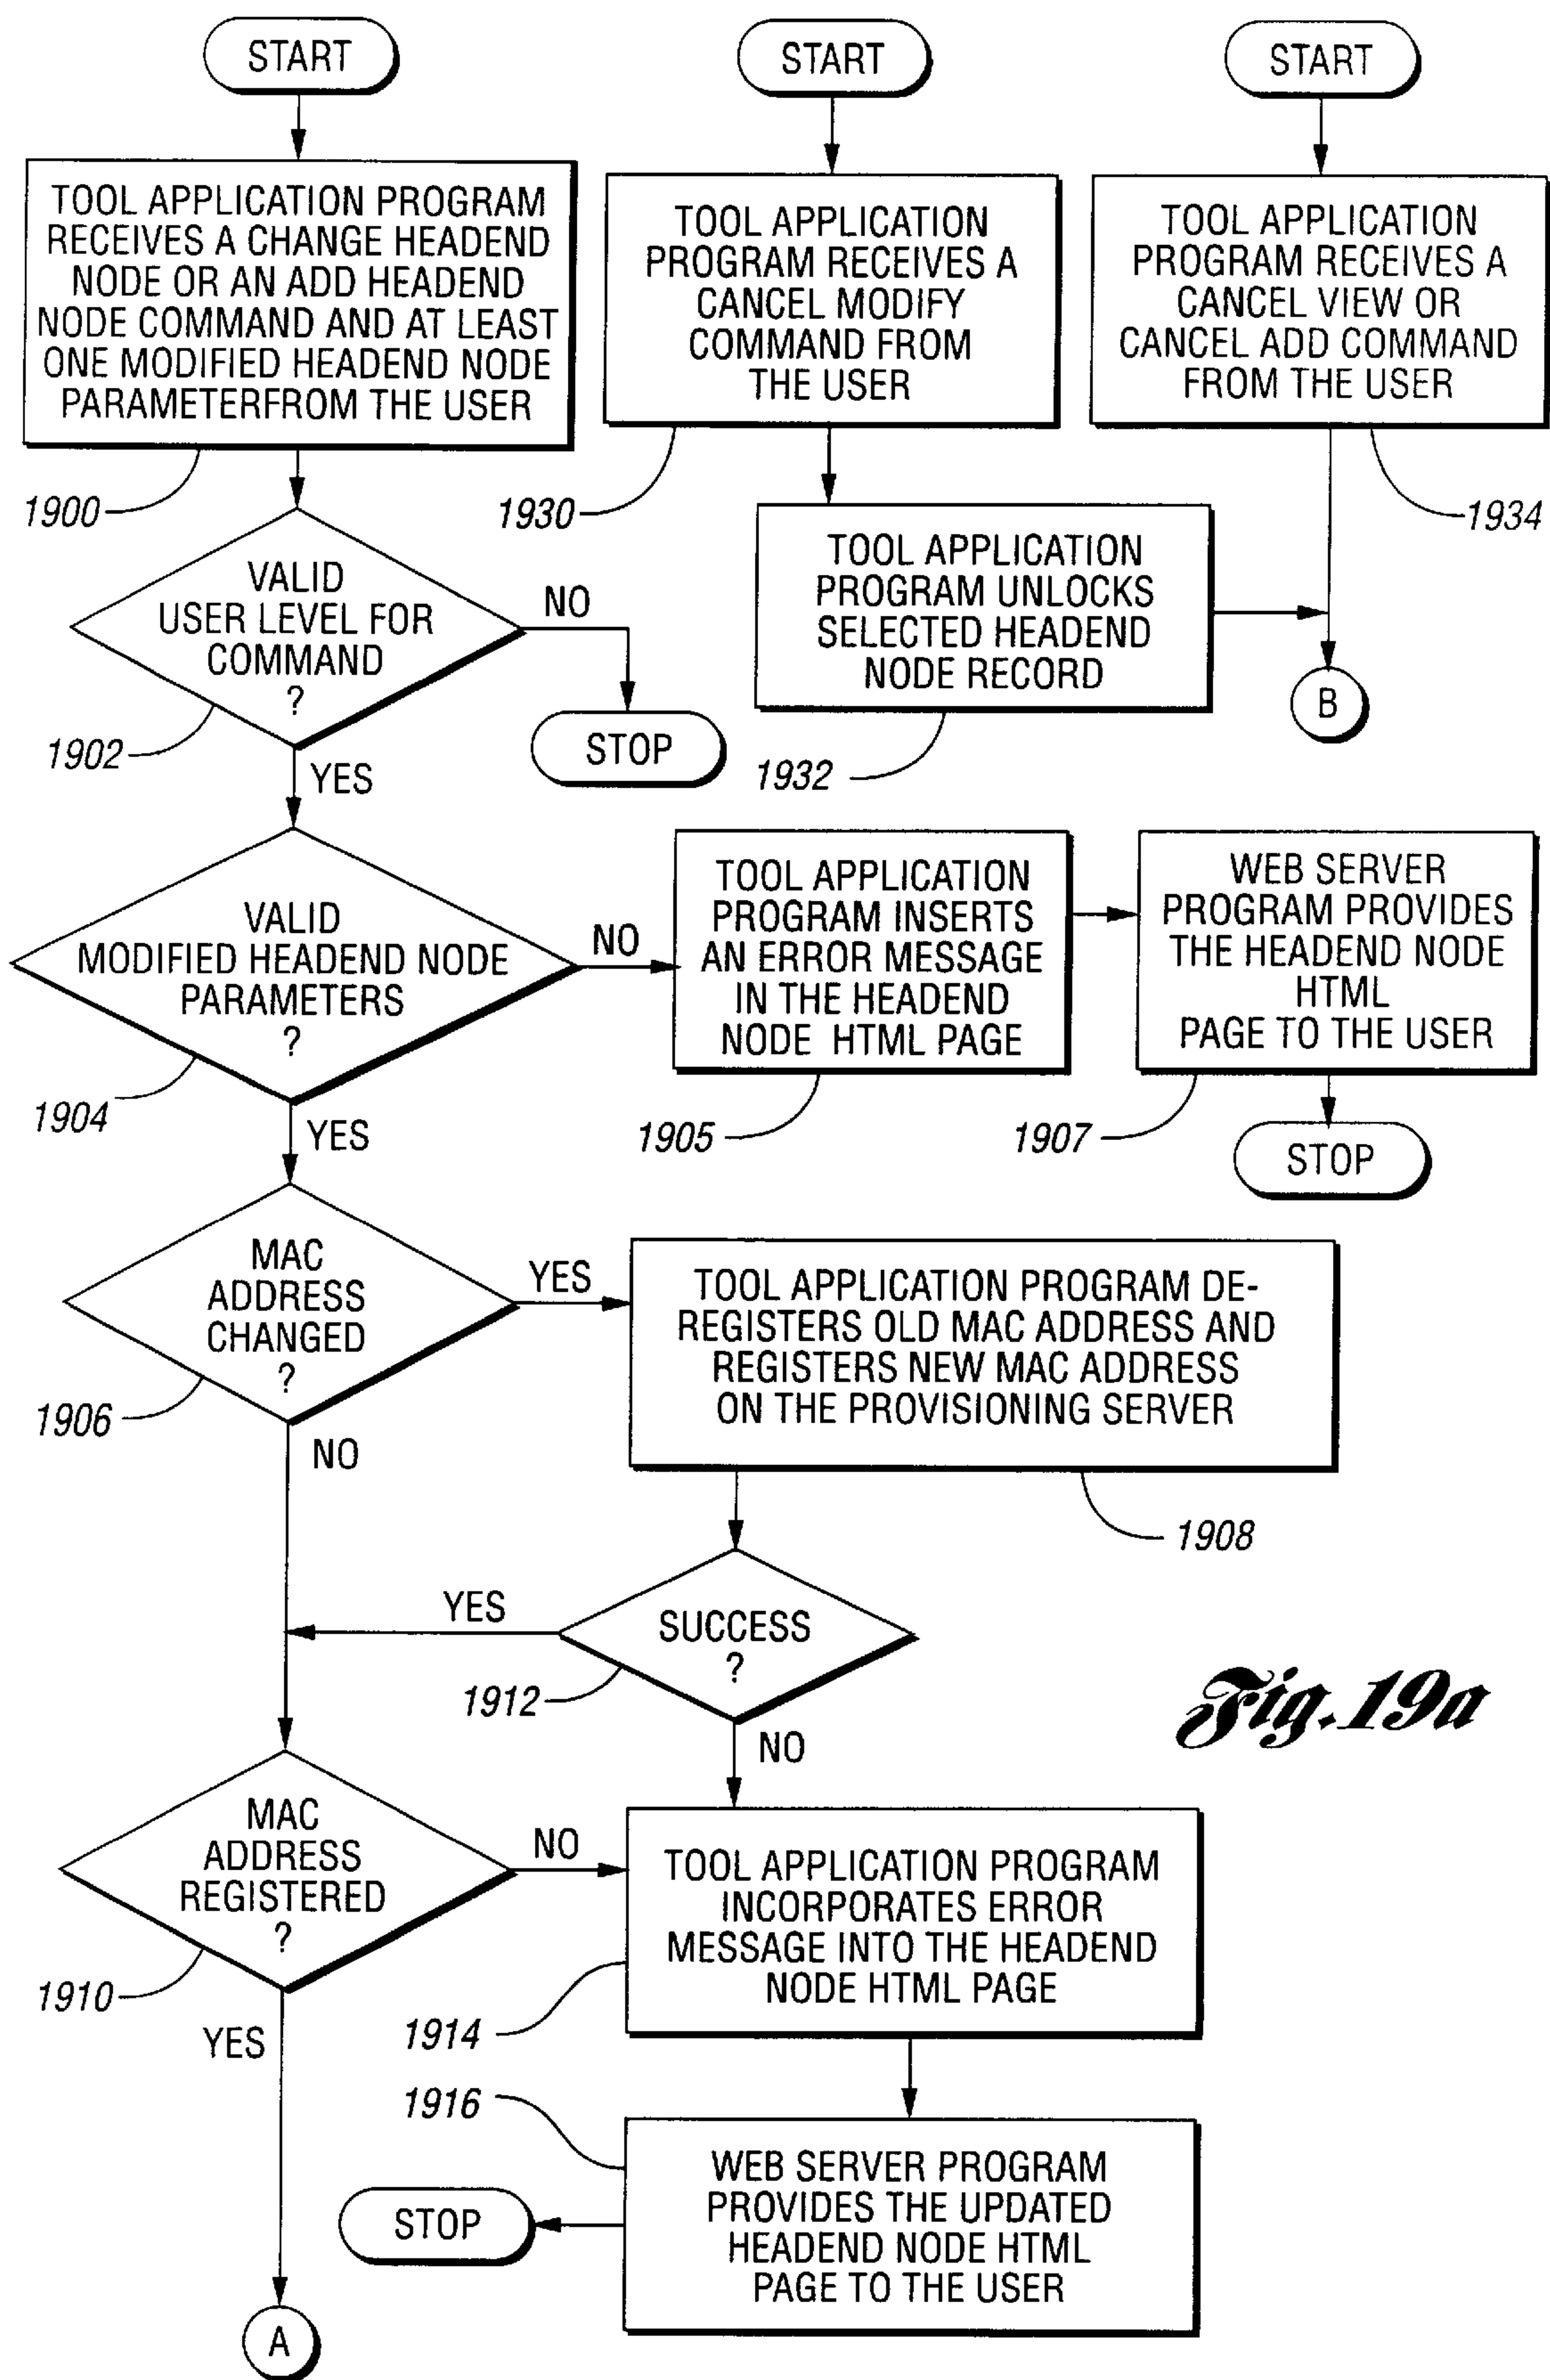 START
START
START
TOOL APPLICATION PROGRAM
RECEIVES A CHANGE HEADEND
NODE OR AN ADD HEADEND
NODE COMMAND AND AT LEAST
ONE MODIFIED HEADEND NODE
PARAMETERFROM THE USER
1900
TOOL APPLICATION
PROGRAM RECEIVES A
CANCEL MODIFY
COMMAND FROM
THE USER
1930
TOOL APPLICATION
PROGRAM RECEIVES A
CANCEL VIEW OR
CANCEL ADD COMMAND
FROM THE USER
1934
VALID
USER LEVEL FOR
COMMAND
?
1902
NO
STOP
YES
TOOL APPLICATION
PROGRAM UNLOCKS
SELECTED HEADEND
NODE RECORD
1932
B
VALID
MODIFIED HEADEND NODE
PARAMETERS
?
1904
NO
YES
TOOL APPLICATION
PROGRAM INSERTS
AN ERROR MESSAGE
IN THE HEADEND
NODE HTML PAGE
1905
WEB SERVER
PROGRAM PROVIDES
THE HEADEND NODE
HTML
PAGE TO THE USER
1907
STOP
MAC
ADDRESS
CHANGED
?
1906
YES
NO
TOOL APPLICATION PROGRAM DE-
REGISTERS OLD MAC ADDRESS AND
REGISTERS NEW MAC ADDRESS
ON THE PROVISIONING SERVER
1908
SUCCESS
?
1912
YES
NO
Fig. 19a
MAC
ADDRESS
REGISTERED
?
1910
NO
YES
TOOL APPLICATION PROGRAM
INCORPORATES ERROR
MESSAGE INTO THE HEADEND
NODE HTML PAGE
1914
1916
WEB SERVER PROGRAM
PROVIDES THE UPDATED
HEADEND NODE HTML
PAGE TO THE USER
STOP
A